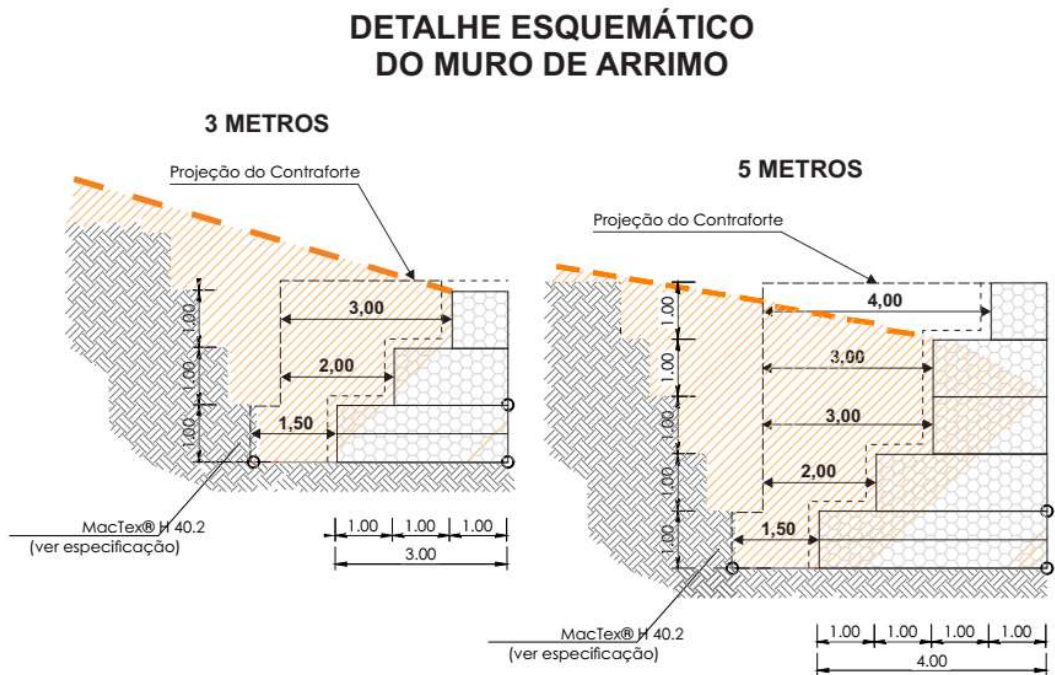 DETALHE ESQUEMÁTICO
DO MURO DE ARRIMO
3 METROS
Projeção do Contraforte
3,00
2,00
1,50
1.00
1.00
1.00
MacTex® H 40.2
(ver especificação)
1.00 1.00 1.00
3.00
5 METROS
Projeção do Contraforte
4,00
3,00
3,00
2,00
1,50
1.00
1.00
1.00
1.00
1.00
MacTex® H 40.2
(ver especificação)
1.00 1.00 1.00 1.00
4.00